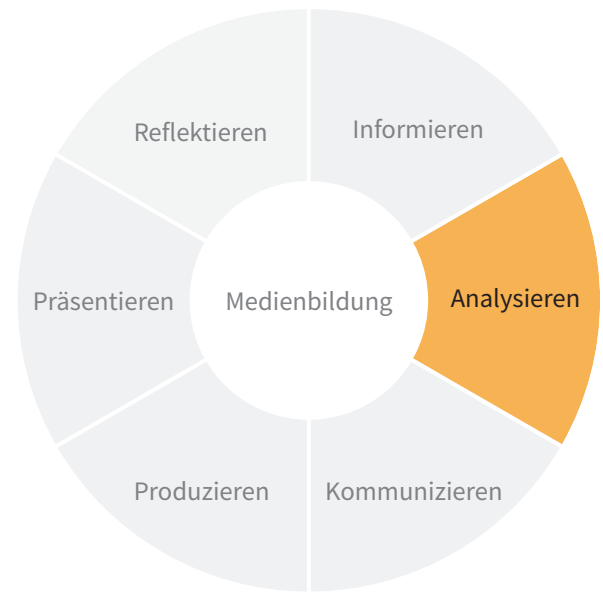 Reflektieren
Informieren
Präsentieren
Medienbildung
Analysieren
Produzieren
Kommunizieren